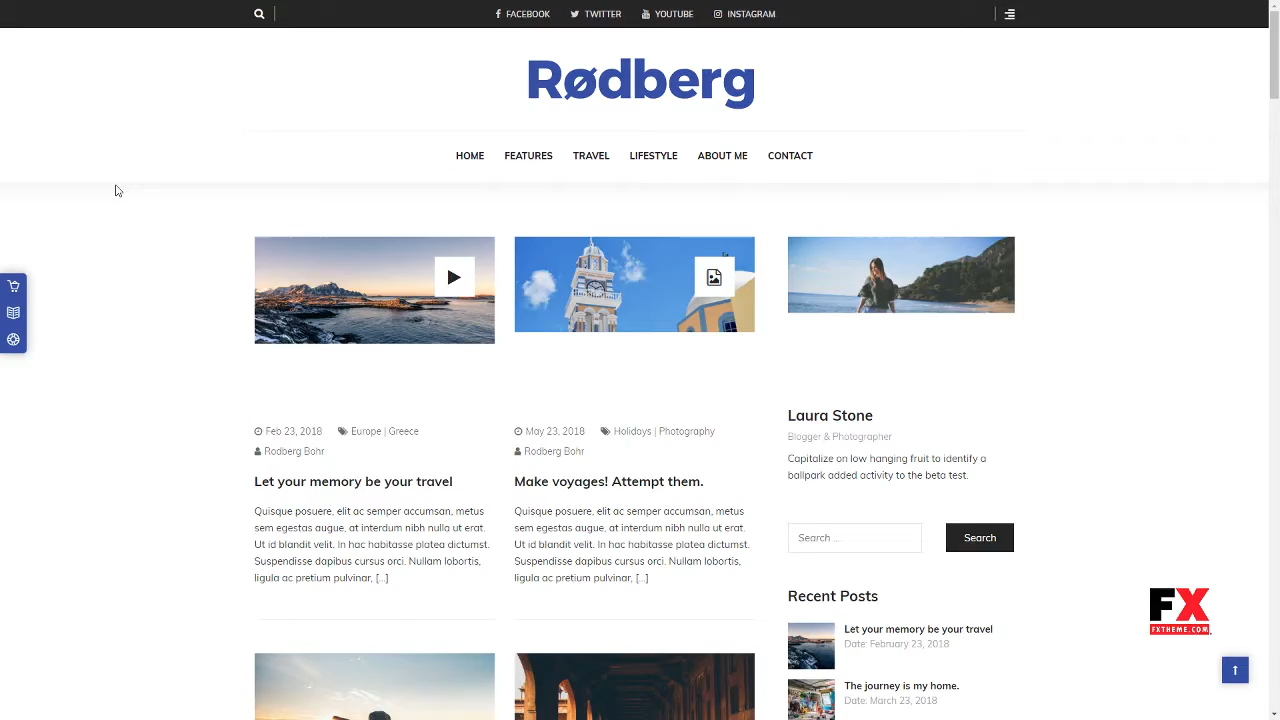 FACEBOOK TWITTER YOUTUBE INSTAGRAM
Rødberg
HOME FEATURES TRAVEL LIFESTYLE ABOUT ME CONTACT
Feb 23, 2018 Europe | Greece
Rodberg Bohr
Let your memory be your travel
Quisque posuere, elit ac semper accumsan, metus
sem egestas augue, at interdum nibh nulla ut erat.
Ut id blandit velit. In hac habitasse platea dictumst.
Suspendisse dapibus cursus orci. Nullam lobortis,
ligula ac pretium pulvinar, [...]
May 23, 2018 Holidays | Photography
Rodberg Bohr
Make voyages! Attempt them.
Quisque posuere, elit ac semper accumsan, metus
sem egestas augue, at interdum nibh nulla ut erat.
Ut id blandit velit. In hac habitasse platea dictumst.
Suspendisse dapibus cursus orci. Nullam lobortis,
ligula ac pretium pulvinar, [...]
Laura Stone
Blogger & Photographer
Capitalize on low hanging fruit to identify a
ballpark added activity to the beta test.
Search ... Search
Recent Posts
Let your memory be your travel
Date: February 23, 2018
The journey is my home.
Date: March 23, 2018
FX
FXTHEME.COM